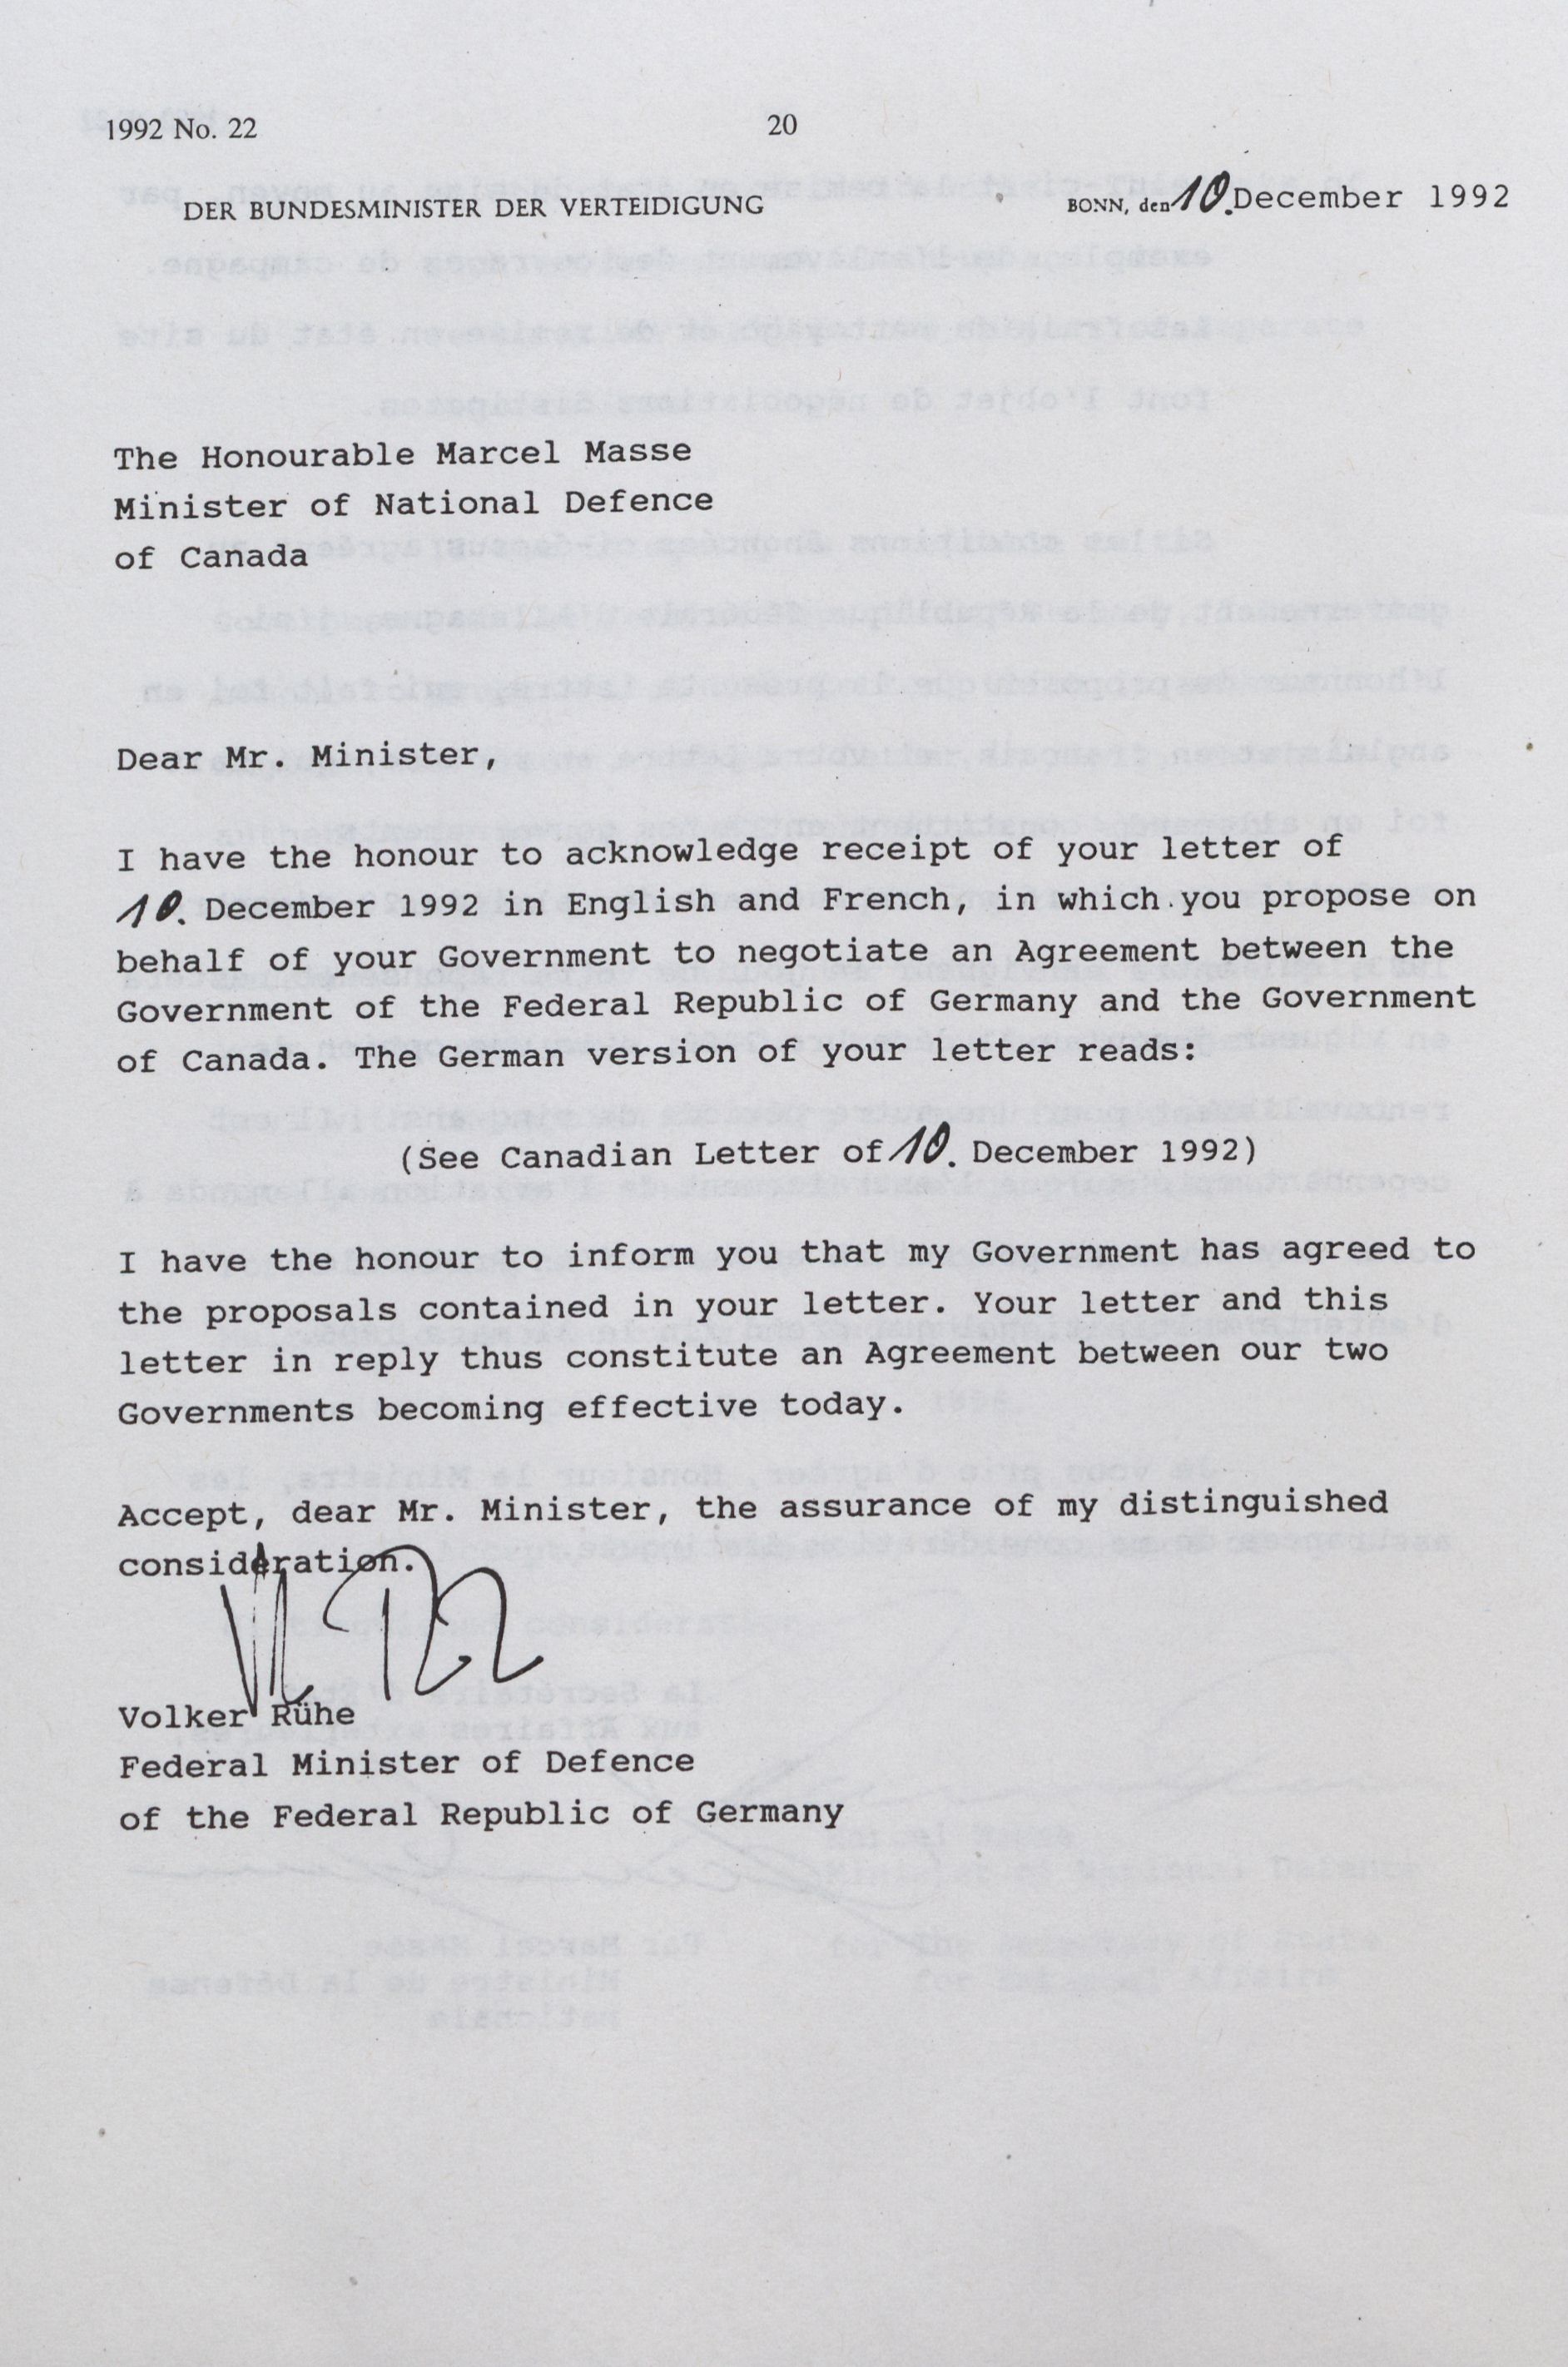 1992 No. 22
20
DER BUNDESMINISTER DER VERTEIDIGUNG
BONN, den 10. December 1992
The Honourable Marcel Masse
Minister of National Defence
of Canada
Dear Mr. Minister,
I have the honour to acknowledge receipt of your letter of
10. December 1992 in English and French, in which you propose on
behalf of your Government to negotiate an Agreement between the
Government of the Federal Republic of Germany and the Government
of Canada. The German version of your letter reads:
(See Canadian Letter of 10. December 1992)
I have the honour to inform you that my Government has agreed to
the proposals contained in your letter. Your letter and this
letter in reply thus constitute an Agreement between our two
Governments becoming effective today.
Accept, dear Mr. Minister, the assurance of my distinguished
consideration.
Volker Rühe
Federal Minister of Defence
of the Federal Republic of Germany